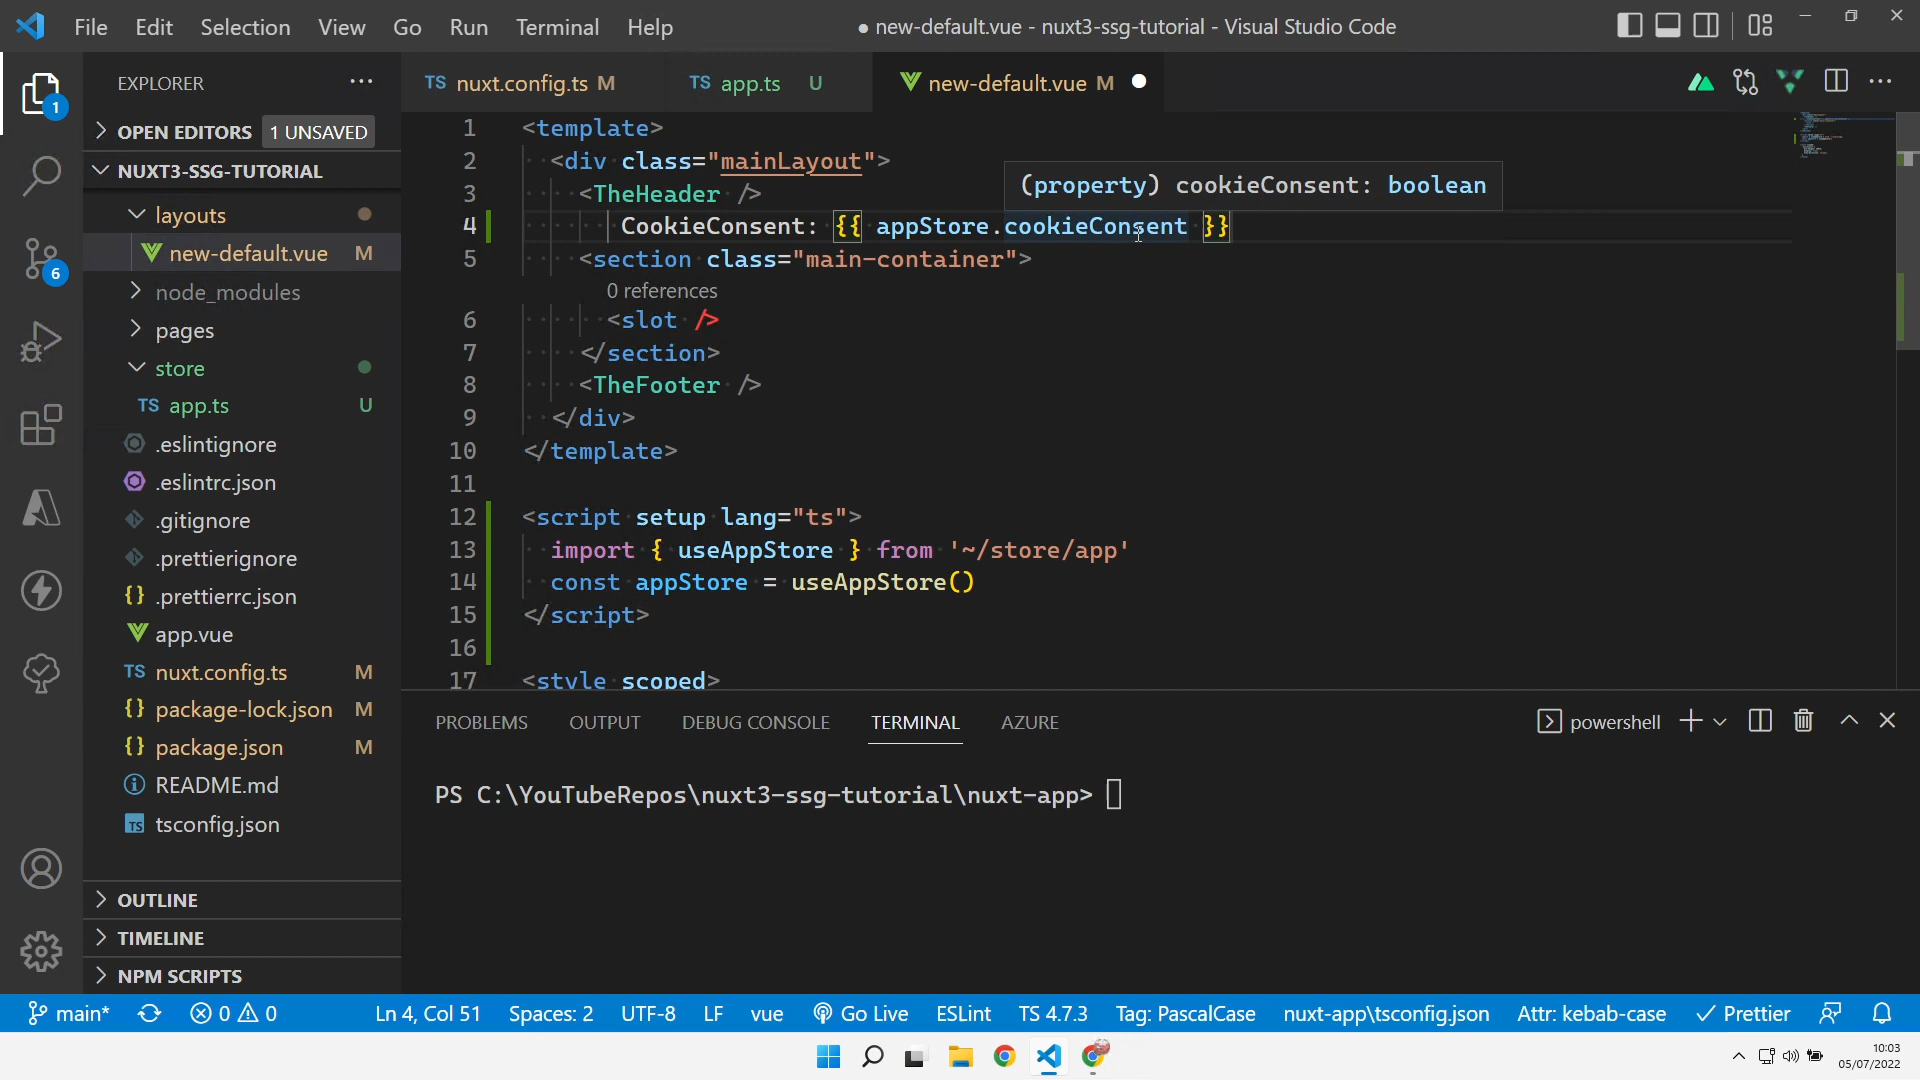 File Edit Selection View Go Run Terminal Help
● new-default.vue - nuxt3-ssg-tutorial - Visual Studio Code
EXPLORER ···
OPEN EDITORS 1 UNSAVED
NUXT3-SSG-TUTORIAL
layouts
new-default.vue M
node_modules
pages
store
TS app.ts U
.eslintignore
.eslintrc.json
.gitignore
.prettierignore
{} .prettierrc.json
app.vue
TS nuxt.config.ts M
{} package-lock.json M
{} package.json M
README.md
TS tsconfig.json
OUTLINE
TIMELINE
NPM SCRIPTS
1
6
TS nuxt.config.ts M TS app.ts U new-default.vue M ●
1 <template>
2 <div class="mainLayout">
(property) cookieConsent: boolean
3 <TheHeader />
4 CookieConsent: {{ appStore.cookieConsent }}
5 <section class="main-container">
0 references
6 <slot />
7 </section>
8 <TheFooter />
9 </div>
10 </template>
11
12 <script setup lang="ts">
13 import { useAppStore } from '~/store/app'
14 const appStore = useAppStore()
15 </script>
16
17 <style scoped>
PROBLEMS OUTPUT DEBUG CONSOLE TERMINAL AZURE powershell
PS C:\YouTubeRepos\nuxt3-ssg-tutorial\nuxt-app>
main* 0 0 Ln 4, Col 51 Spaces: 2 UTF-8 LF vue Go Live ESLint TS 4.7.3 Tag: PascalCase nuxt-app\tsconfig.json Attr: kebab-case Prettier
10:03
05/07/2022